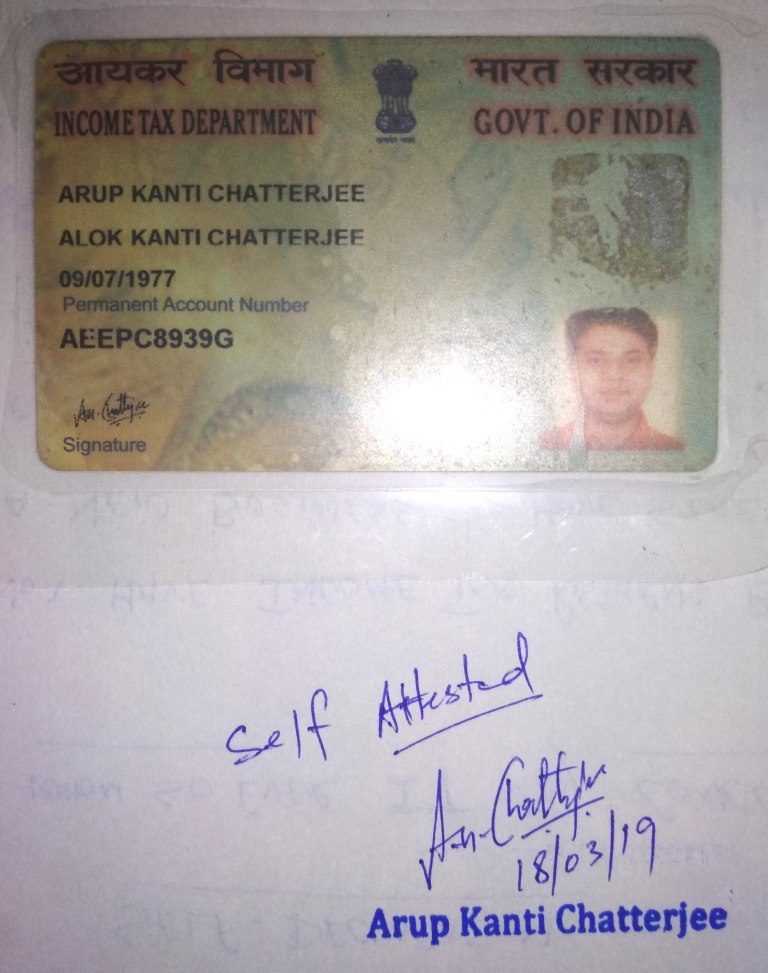 आयकर विभाग
भारत सरकार
INCOME TAX DEPARTMENT
GOVT. OF INDIA
ARUP KANTI CHATTERJEE
ALOK KANTI CHATTERJEE
09/07/1977
Permanent Account Number
AEEPC8939G
Signature
Self Attested
18/03/19
Arup Kanti Chatterjee